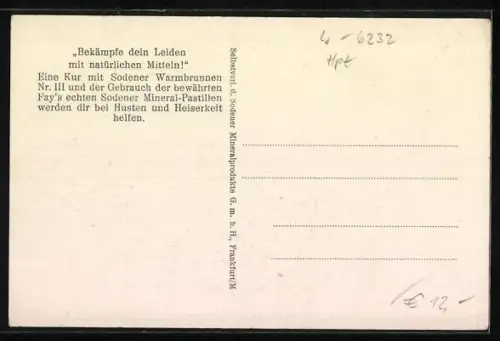 „Bekämpfe dein Leiden
mit natürlichen Mitteln!“
Eine Kur mit Sodener Warmbrunnen
Nr. III und der Gebrauch der bewährten
Fay's echten Sodener Mineral-Pastillen
werden dir bei Husten und Heiserkeit
helfen.
Selbstverl. d. Sodener Mineralprodukte G. m. b. H., Frankfurt/M
4-6232
Hpt
€ 12,-